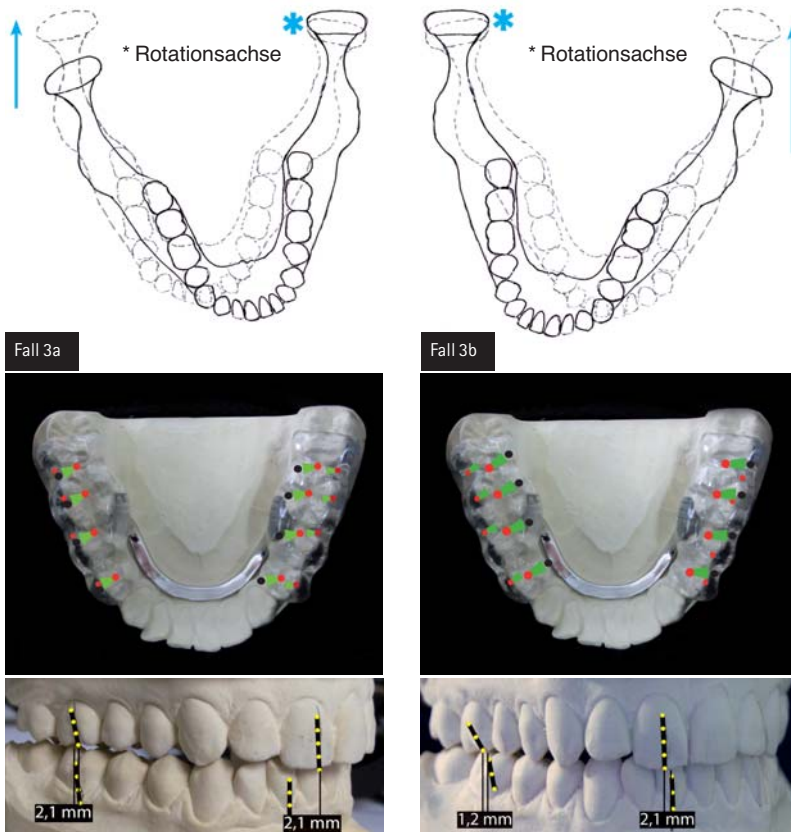 * Rotationsachse
* Rotationsachse
Fall 3a
Fall 3b
2,1 mm
2,1 mm
1,2 mm
2,1 mm